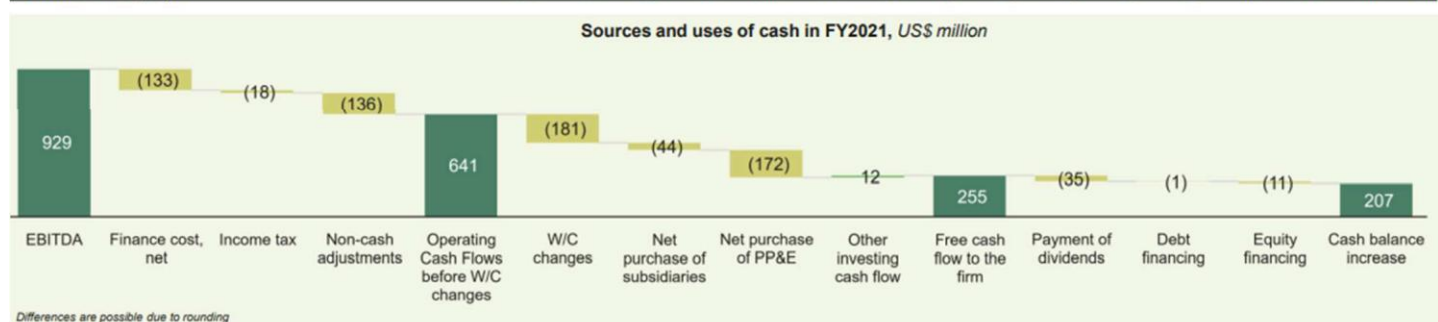 Sources and uses of cash in FY2021, US$ million
929
(133)
(18)
(136)
641
(181)
(44)
(172)
12
255
(35)
(1)
(11)
207
EBITDA
Finance cost,
net
Income tax
Non-cash
adjustments
Operating
Cash Flows
before W/C
changes
W/C
changes
Net
purchase of
subsidiaries
Net purchase
of PP&E
Other
investing
cash flow
Free cash
flow to the
firm
Payment of
dividends
Debt
financing
Equity
financing
Cash balance
increase
Differences are possible due to rounding